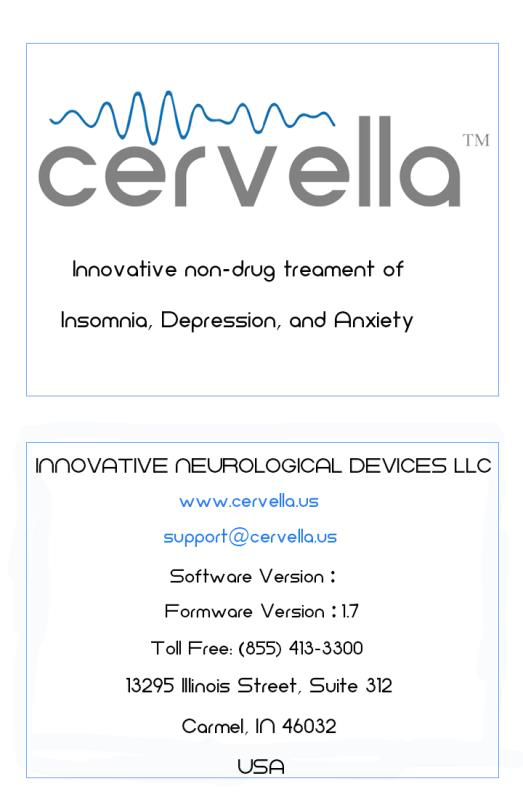 cervella™
Innovative non-drug treament of
Insomnia, Depression, and Anxiety
INNOVATIVE NEUROLOGICAL DEVICES LLC
www.cervella.us
support@cervella.us
Software Version :
Formware Version : 1.7
Toll Free: (855) 413-3300
13295 Illinois Street, Suite 312
Carmel, IN 46032
USA